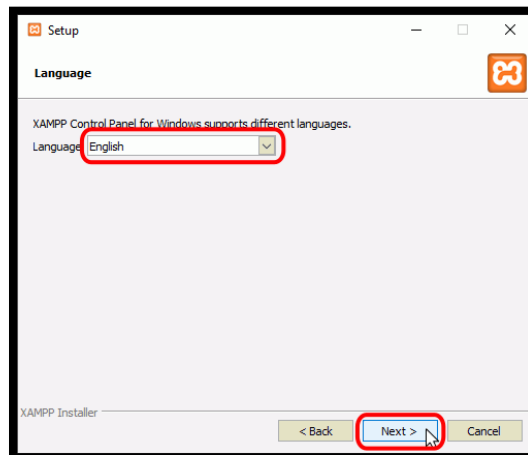 Setup
Language
XAMPP Control Panel for Windows supports different languages.
Language English
XAMPP Installer
< Back Next > Cancel